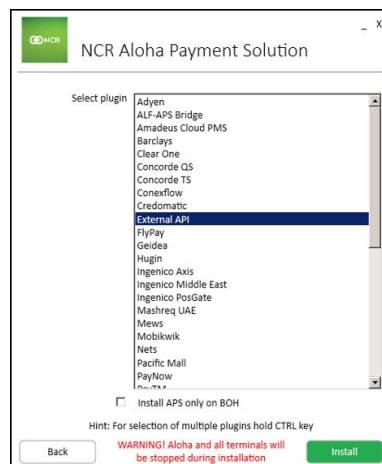 NCR
_ X
NCR Aloha Payment Solution
Select plugin
Adyen
ALF-APS Bridge
Amadeus Cloud PMS
Barclays
Clear One
Concorde QS
Concorde TS
Conexflow
Credomatic
External API
FlyPay
Geidea
Hugin
Ingenico Axis
Ingenico Middle East
Ingenico PosGate
Mashreq UAE
Mews
Mobikwik
Nets
Pacific Mall
PayNow
Install APS only on BOH
Hint: For selection of multiple plugins hold CTRL key
Back
WARNING! Aloha and all terminals will
be stopped during installation
Install